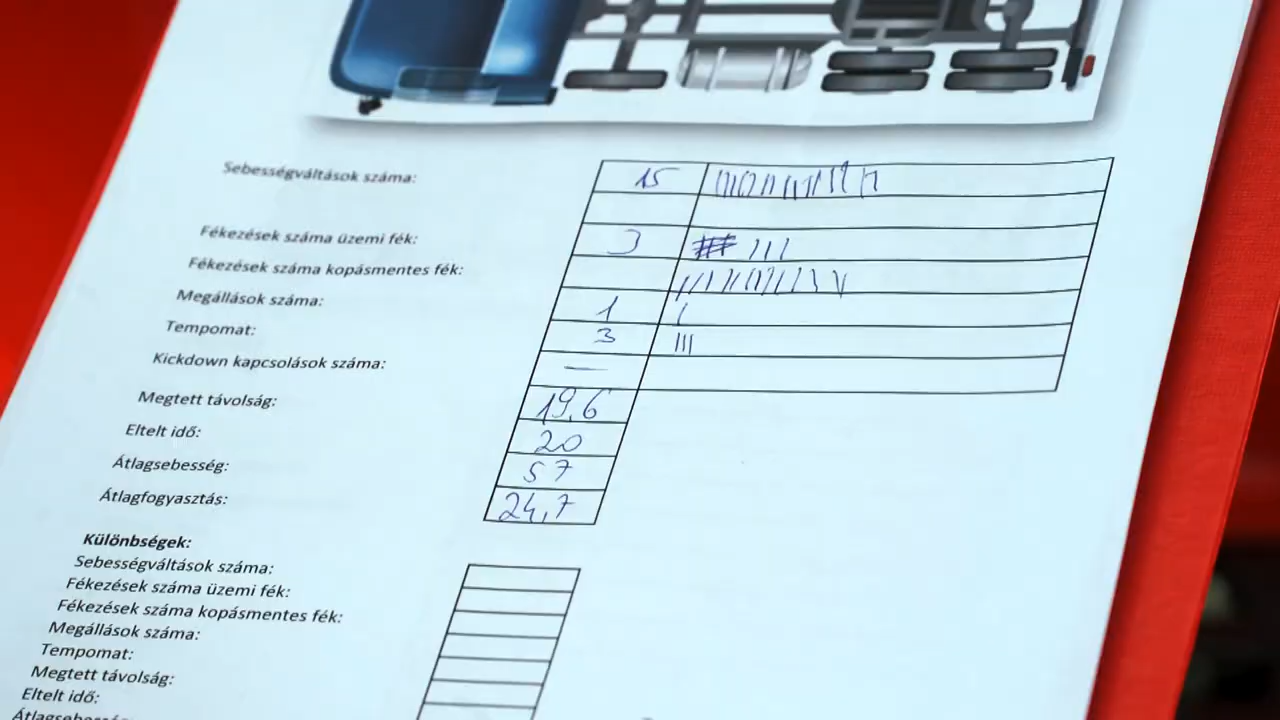 Sebességváltások száma: 15
Fékezések száma üzemi fék: 3
Fékezések száma kopásmentes fék:
Megállások száma: 1
Tempomat: 3
Kickdown kapcsolások száma: —
Megtett távolság: 19,6
Eltelt idő: 20
Átlagsebesség: 57
Átlagfogyasztás: 24,7
Különbségek:
Sebességváltások száma:
Fékezések száma üzemi fék:
Fékezések száma kopásmentes fék:
Megállások száma:
Tempomat:
Megtett távolság:
Eltelt idő: